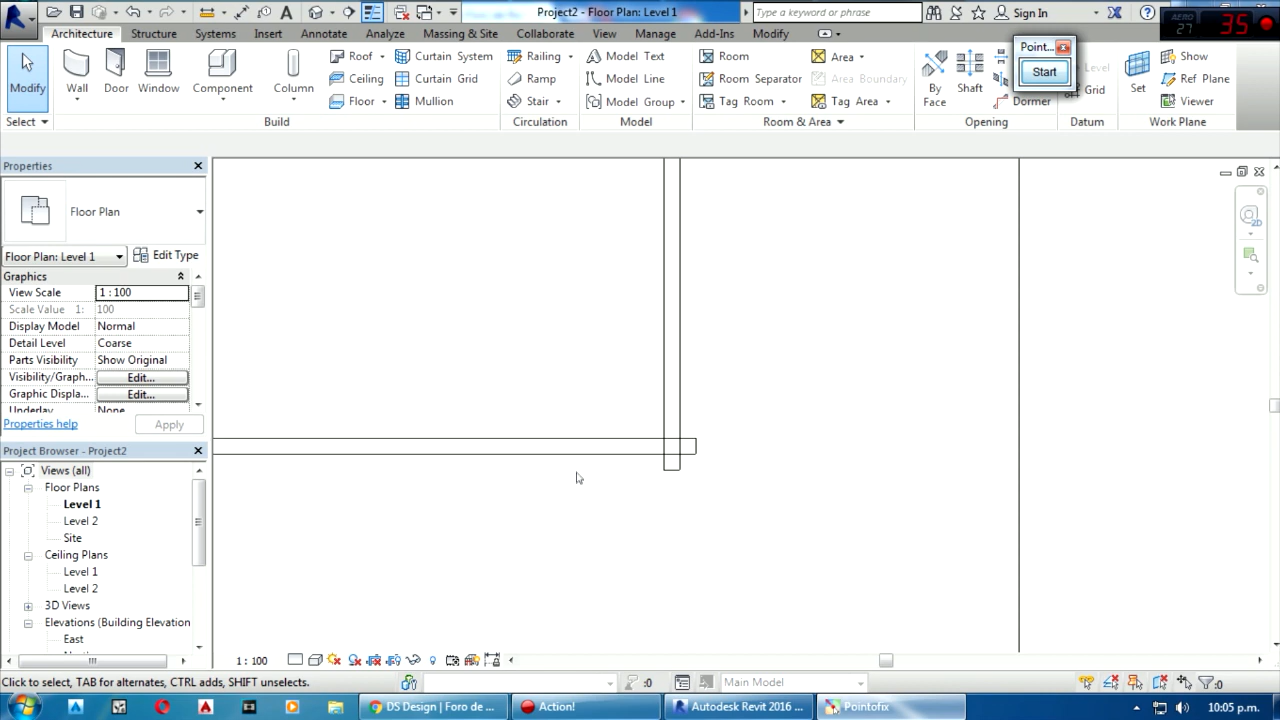 Project2 - Floor Plan: Level 1
Type a keyword or phrase
Sign In
AERO
27
35
Architecture
Structure
Systems
Insert
Annotate
Analyze
Massing & Site
Collaborate
View
Manage
Add-Ins
Modify
Point...
Start
Modify
Wall
Door
Window
Component
Column
Roof
Ceiling
Floor
Curtain System
Curtain Grid
Mullion
Railing
Ramp
Stair
Model Text
Model Line
Model Group
Room
Room Separator
Tag Room
Area
Area Boundary
Tag Area
By
Face
Shaft
Dormer
Level
Grid
Set
Show
Ref Plane
Viewer
Select
Build
Circulation
Model
Room & Area
Opening
Datum
Work Plane
Properties
Floor Plan
Floor Plan: Level 1
Edit Type
Graphics
View Scale
1 : 100
Scale Value 1:
100
Display Model
Normal
Detail Level
Coarse
Parts Visibility
Show Original
Visibility/Graph...
Edit...
Graphic Displa...
Edit...
Underlay
None
Properties help
Apply
Project Browser - Project2
Views (all)
Floor Plans
Level 1
Level 2
Site
Ceiling Plans
Level 1
Level 2
3D Views
Elevations (Building Elevation
East
2D
1 : 100
Click to select, TAB for alternates, CTRL adds, SHIFT unselects.
:0
Main Model
:0
DS Design | Foro de ...
Action!
Autodesk Revit 2016 ...
Pointofix
10:05 p.m.